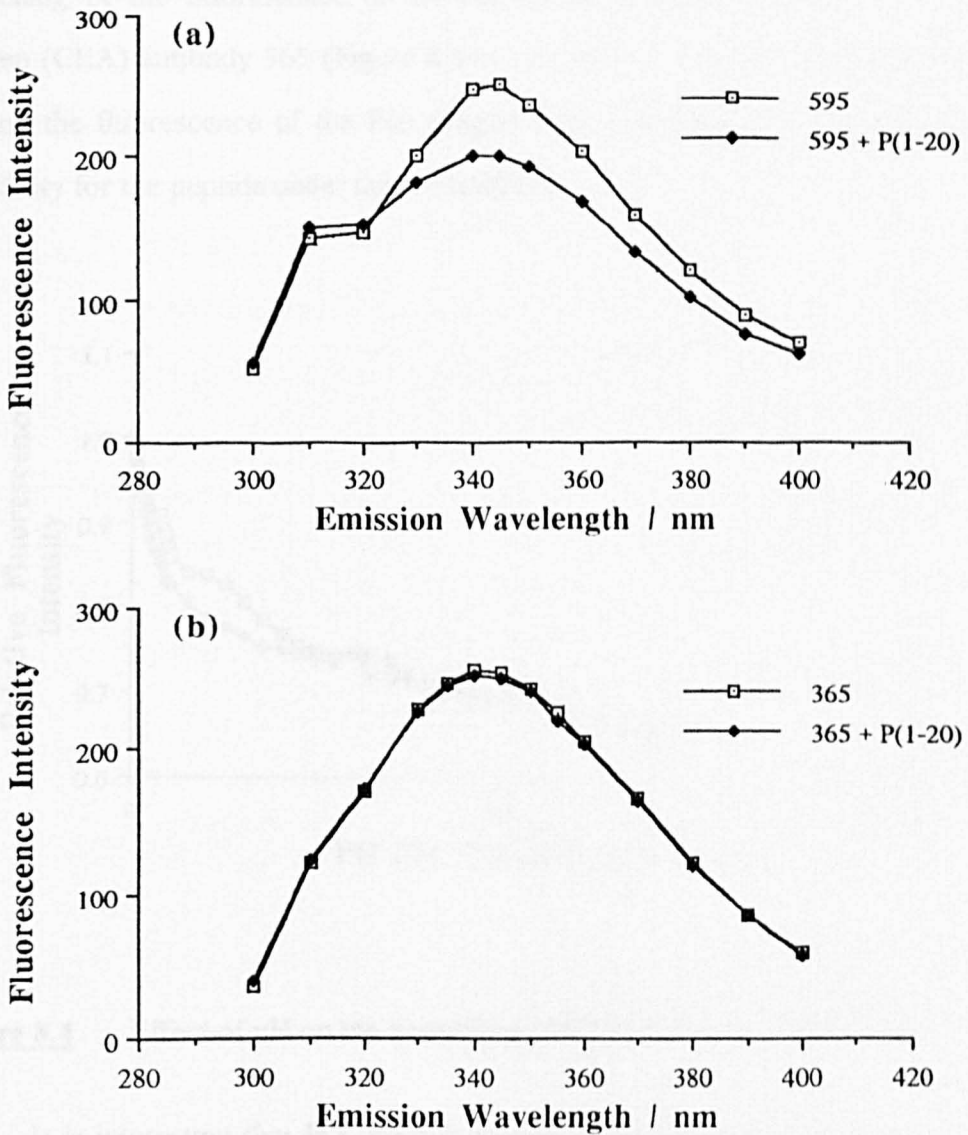 (a)
Fluorescence Intensity
300
200
100
0
595
595 + P(1-20)
280 300 320 340 360 380 400 420
Emission Wavelength / nm
(b)
Fluorescence Intensity
300
200
100
0
365
365 + P(1-20)
280 300 320 340 360 380 400 420
Emission Wavelength / nm